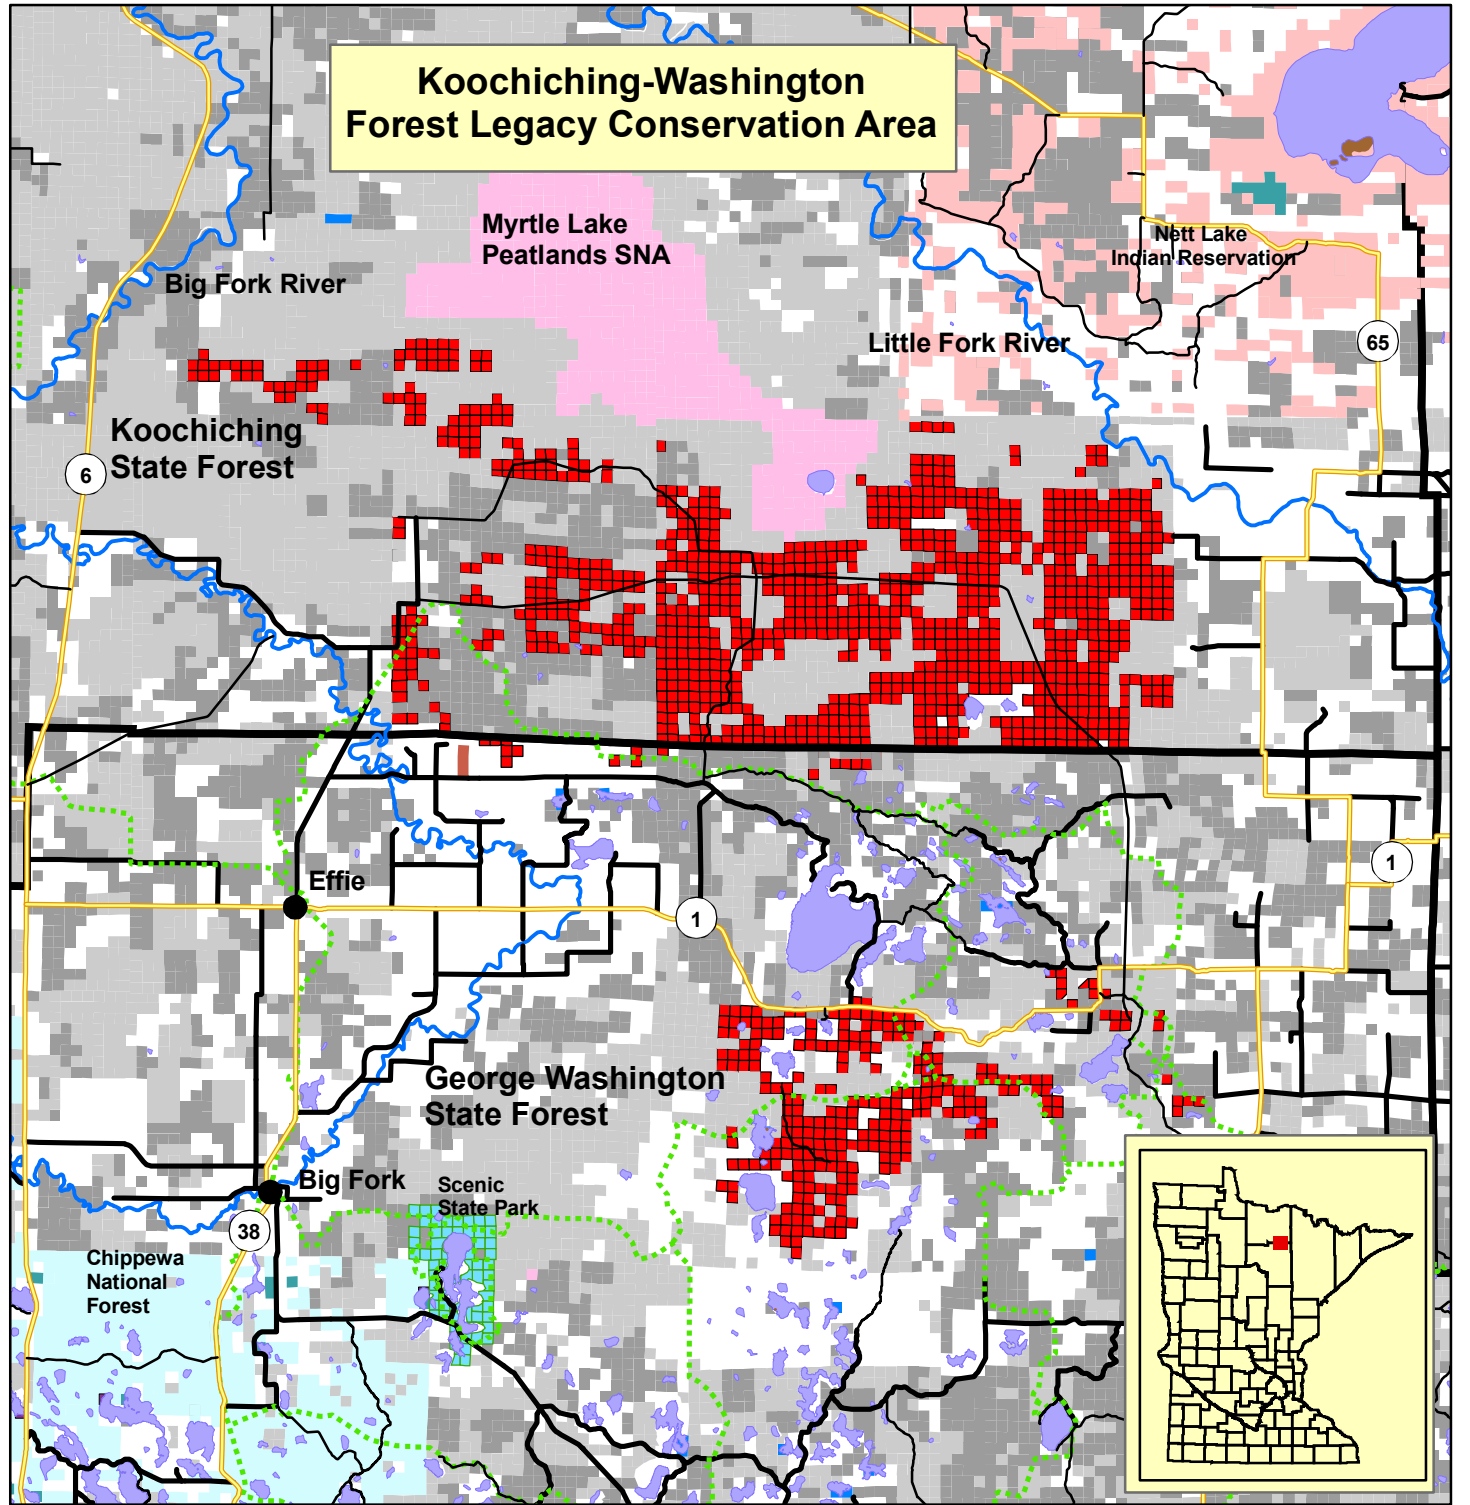 Koochiching-Washington
Forest Legacy Conservation Area
Myrtle Lake
Peatlands SNA
Nett Lake
Indian Reservation
Big Fork River
Little Fork River
65
Koochiching
State Forest
6
Effie
1
1
George Washington
State Forest
Big Fork
Scenic
State Park
38
Chippewa
National
Forest